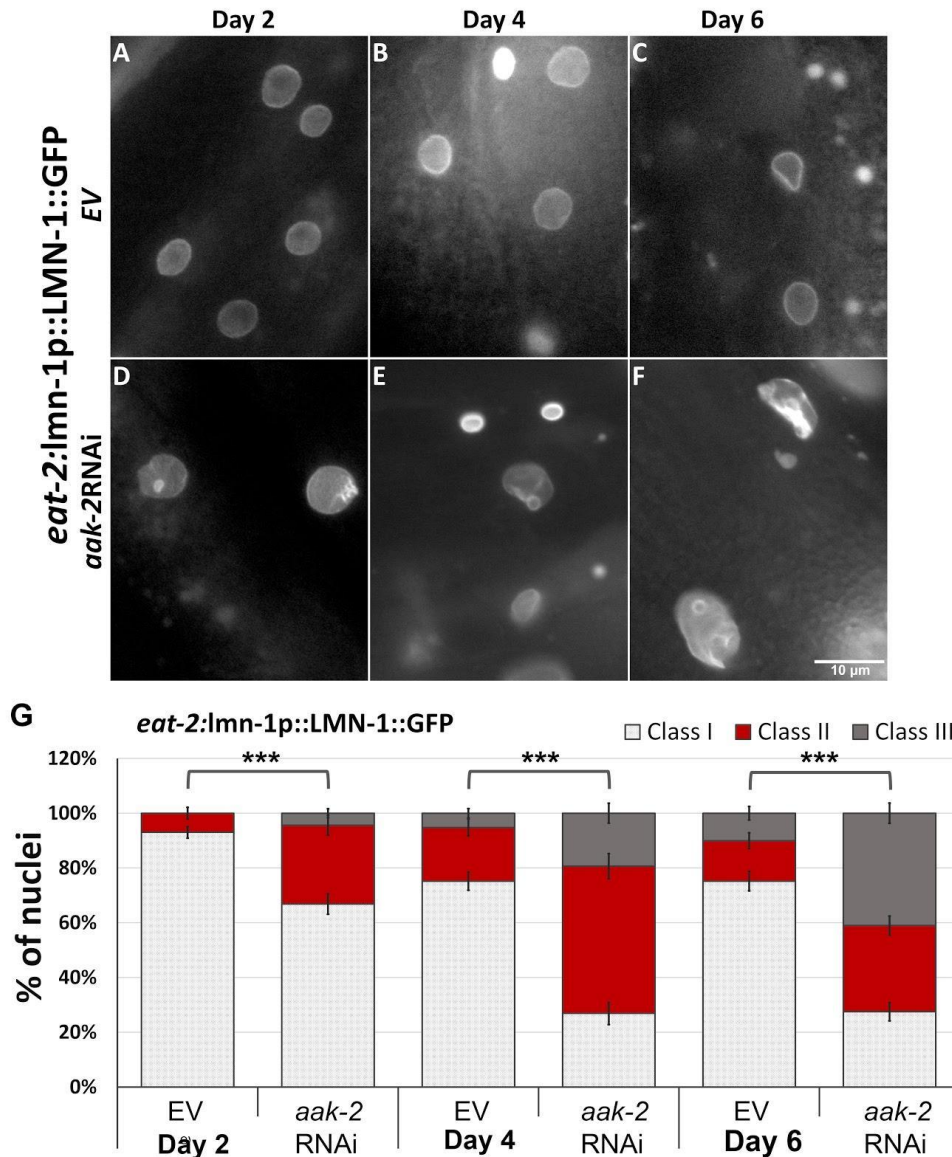 Day 2 Day 4 Day 6
A B C
eat-2:lmn-1p::LMN-1::GFP
EV
D E F
aak-2RNAi
10 µm
G eat-2:lmn-1p::LMN-1::GFP
Class I Class II Class III
***
***
***
% of nuclei
120%
100%
80%
60%
40%
20%
0%
EV aak-2 EV aak-2 EV aak-2
Day 2 RNAi Day 4 RNAi Day 6 RNAi